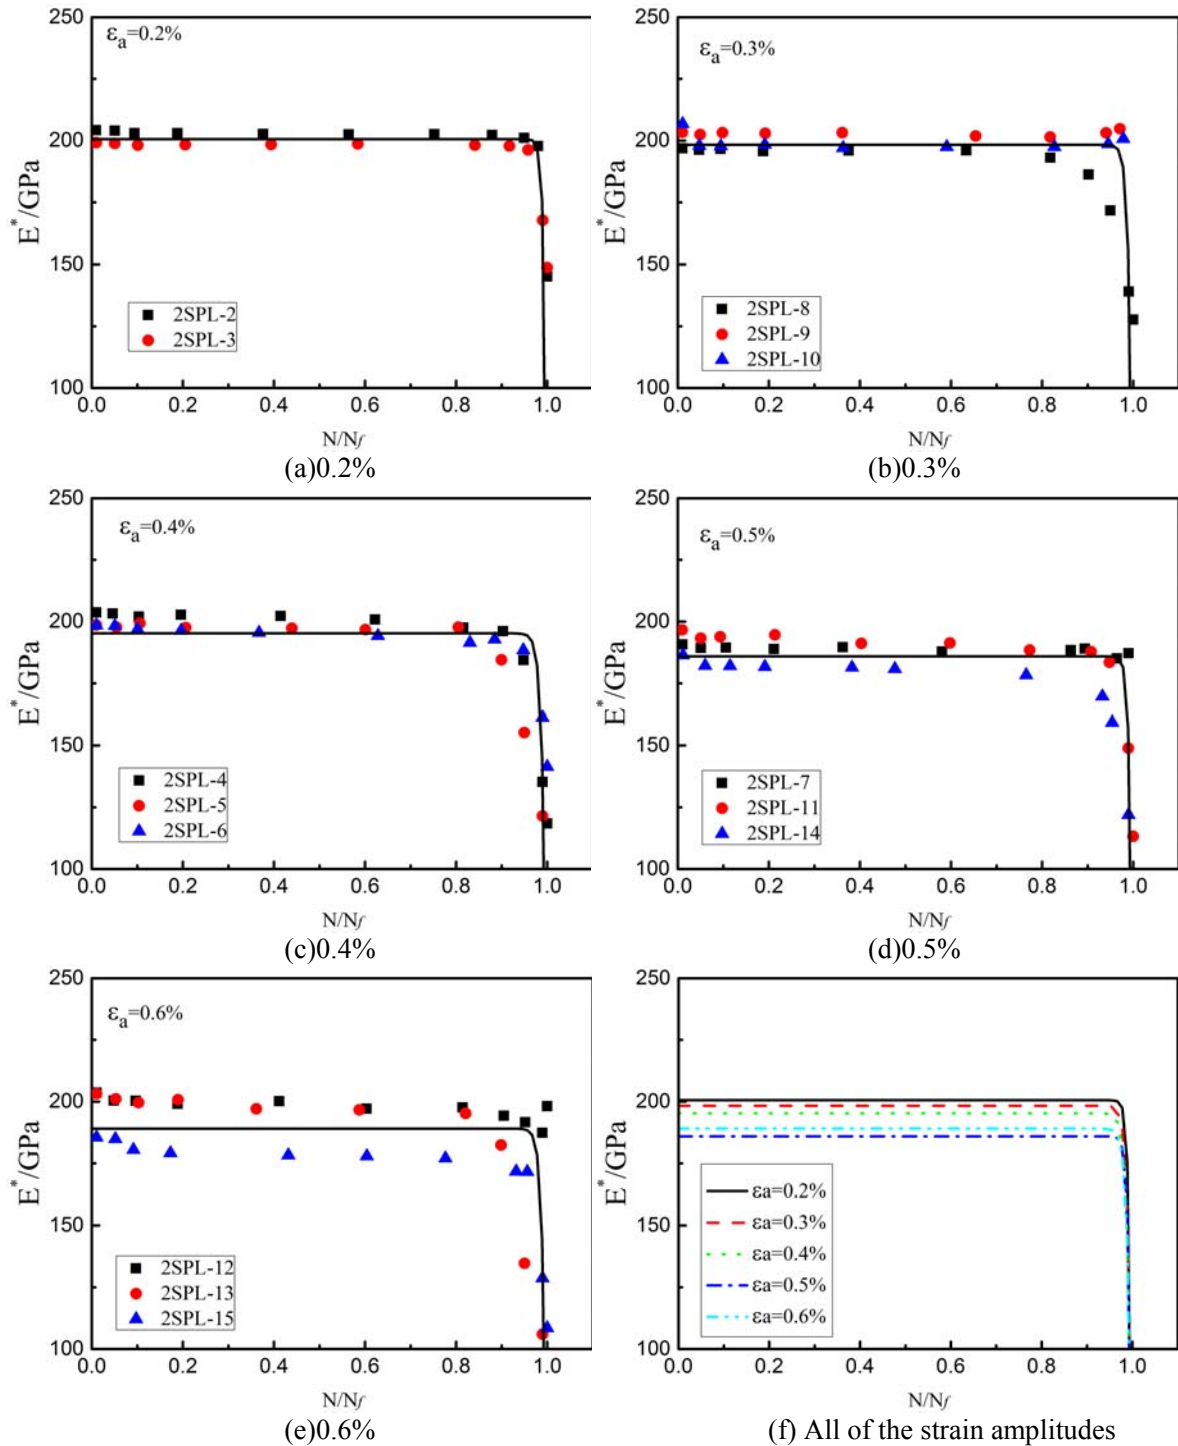 250
200
150
100
E*/GPa
εa=0.2%
2SPL-2
2SPL-3
0.0 0.2 0.4 0.6 0.8 1.0
N/Nf
(a)0.2%
250
200
150
100
E*/GPa
εa=0.3%
2SPL-8
2SPL-9
2SPL-10
0.0 0.2 0.4 0.6 0.8 1.0
N/Nf
(b)0.3%
250
200
150
100
E*/GPa
εa=0.4%
2SPL-4
2SPL-5
2SPL-6
0.0 0.2 0.4 0.6 0.8 1.0
N/Nf
(c)0.4%
250
200
150
100
E*/GPa
εa=0.5%
2SPL-7
2SPL-11
2SPL-14
0.0 0.2 0.4 0.6 0.8 1.0
N/Nf
(d)0.5%
250
200
150
100
E*/GPa
εa=0.6%
2SPL-12
2SPL-13
2SPL-15
0.0 0.2 0.4 0.6 0.8 1.0
N/Nf
(e)0.6%
250
200
150
100
E*/GPa
εa=0.2%
εa=0.3%
εa=0.4%
εa=0.5%
εa=0.6%
0.0 0.2 0.4 0.6 0.8 1.0
N/Nf
(f) All of the strain amplitudes